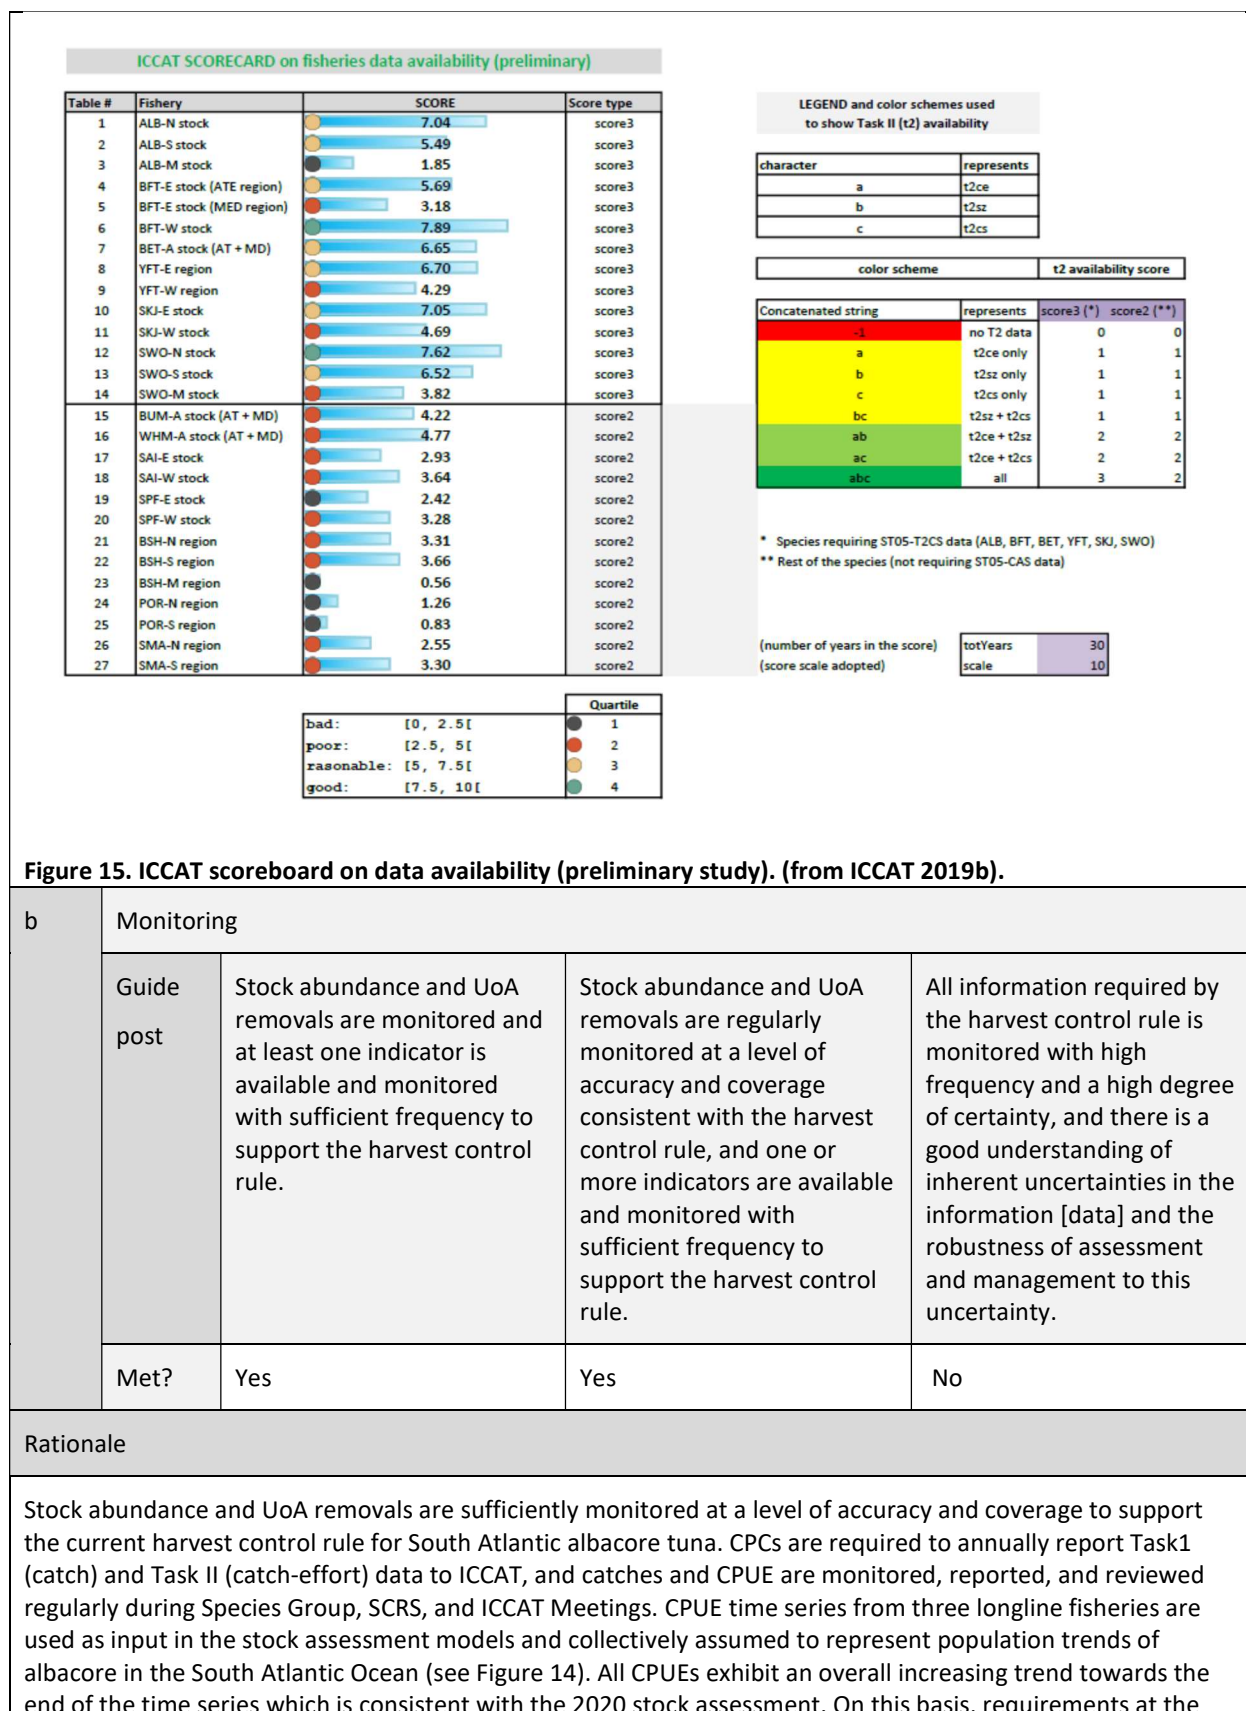 ICCAT SCORECARD on fisheries data availability (preliminary)
Table # Fishery SCORE Score type
1 ALB-N stock 7.04 score3
2 ALB-S stock 5.49 score3
3 ALB-M stock 1.85 score3
4 BFT-E stock (ATE region) 5.69 score3
5 BFT-E stock (MED region) 3.18 score3
6 BFT-W stock 7.89 score3
7 BET-A stock (AT + MD) 6.65 score3
8 YFT-E region 6.70 score3
9 YFT-W region 4.29 score3
10 SKJ-E stock 7.05 score3
11 SKJ-W stock 4.69 score3
12 SWO-N stock 7.62 score3
13 SWO-S stock 6.52 score3
14 SWO-M stock 3.82 score3
15 BUM-A stock (AT + MD) 4.22 score2
16 WHM-A stock (AT + MD) 4.77 score2
17 SAI-E stock 2.93 score2
18 SAI-W stock 3.64 score2
19 SPF-E stock 2.42 score2
20 SPF-W stock 3.28 score2
21 BSH-N region 3.31 score2
22 BSH-S region 3.66 score2
23 BSH-M region 0.56 score2
24 POR-N region 1.26 score2
25 POR-S region 0.83 score2
26 SMA-N region 2.55 score2
27 SMA-S region 3.30 score2
LEGEND and color schemes used
to show Task II (t2) availability
character represents
a t2ce
b t2sz
c t2cs
color scheme t2 availability score
Concatenated string represents score3 (*) score2 (**)
-1 no T2 data 0 0
a t2ce only 1 1
b t2sz only 1 1
c t2cs only 1 1
bc t2sz + t2cs 1 1
ab t2ce + t2sz 2 2
ac t2ce + t2cs 2 2
abc all 3 2
* Species requiring ST05-T2CS data (ALB, BFT, BET, YFT, SKJ, SWO)
** Rest of the species (not requiring ST05-CAS data)
(number of years in the score) totYears 30
(score scale adopted) scale 10
Quartile
bad: [0, 2.5[ 1
poor: [2.5, 5[ 2
rasonable: [5, 7.5[ 3
good: [7.5, 10[ 4
Figure 15. ICCAT scoreboard on data availability (preliminary study). (from ICCAT 2019b).
b Monitoring
Guide
post
Stock abundance and UoA
removals are monitored and
at least one indicator is
available and monitored
with sufficient frequency to
support the harvest control
rule.
Stock abundance and UoA
removals are regularly
monitored at a level of
accuracy and coverage
consistent with the harvest
control rule, and one or
more indicators are available
and monitored with
sufficient frequency to
support the harvest control
rule.
All information required by
the harvest control rule is
monitored with high
frequency and a high degree
of certainty, and there is a
good understanding of
inherent uncertainties in the
information [data] and the
robustness of assessment
and management to this
uncertainty.
Met? Yes Yes No
Rationale
Stock abundance and UoA removals are sufficiently monitored at a level of accuracy and coverage to support
the current harvest control rule for South Atlantic albacore tuna. CPCs are required to annually report Task1
(catch) and Task II (catch-effort) data to ICCAT, and catches and CPUE are monitored, reported, and reviewed
regularly during Species Group, SCRS, and ICCAT Meetings. CPUE time series from three longline fisheries are
used as input in the stock assessment models and collectively assumed to represent population trends of
albacore in the South Atlantic Ocean (see Figure 14). All CPUEs exhibit an overall increasing trend towards the
end of the time series which is consistent with the 2020 stock assessment. On this basis, requirements at the